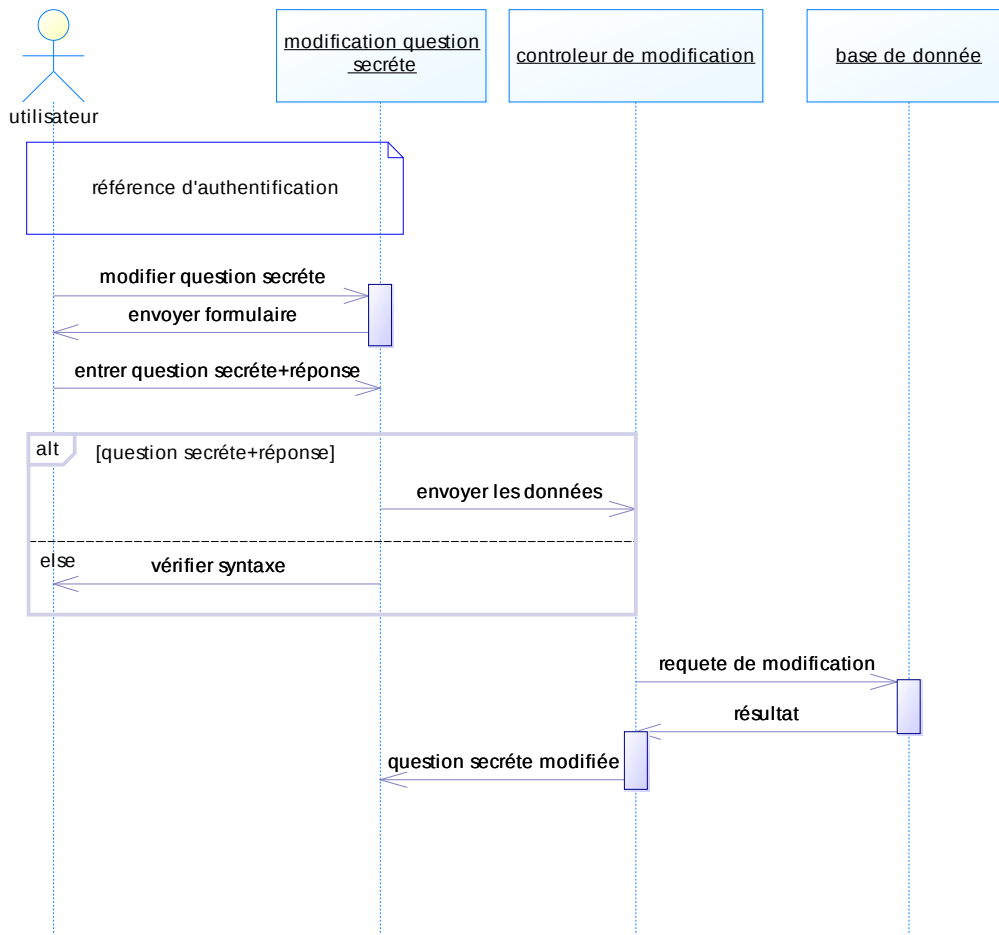 modification question
secréte
controleur de modification
base de donnée
utilisateur
référence d'authentification
modifier question secréte
envoyer formulaire
entrer question secréte+réponse
alt
[question secréte+réponse]
envoyer les données
else
vérifier syntaxe
requete de modification
résultat
question secréte modifiée